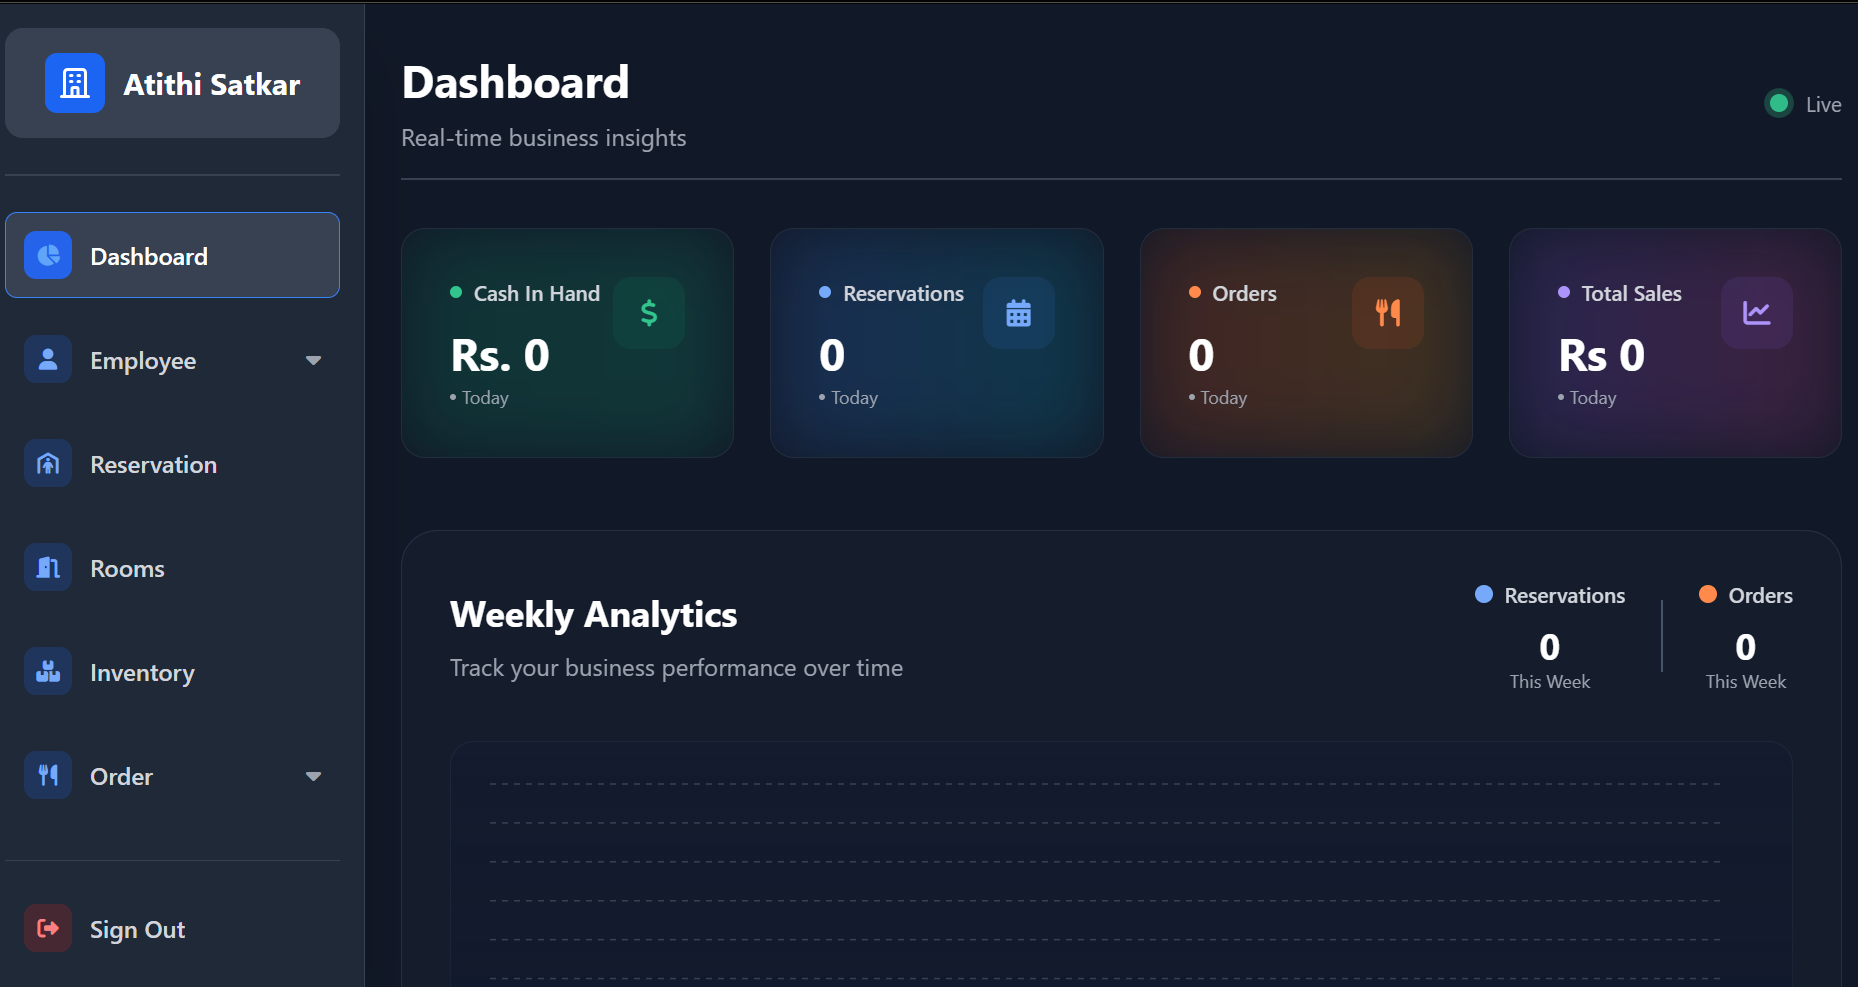 Atithi Satkar
Dashboard
Employee
Reservation
Rooms
Inventory
Order
Sign Out
Dashboard
Real-time business insights
Live
Cash In Hand
Rs. 0
• Today
Reservations
0
• Today
Orders
0
• Today
Total Sales
Rs 0
• Today
Weekly Analytics
Track your business performance over time
Reservations
0
This Week
Orders
0
This Week